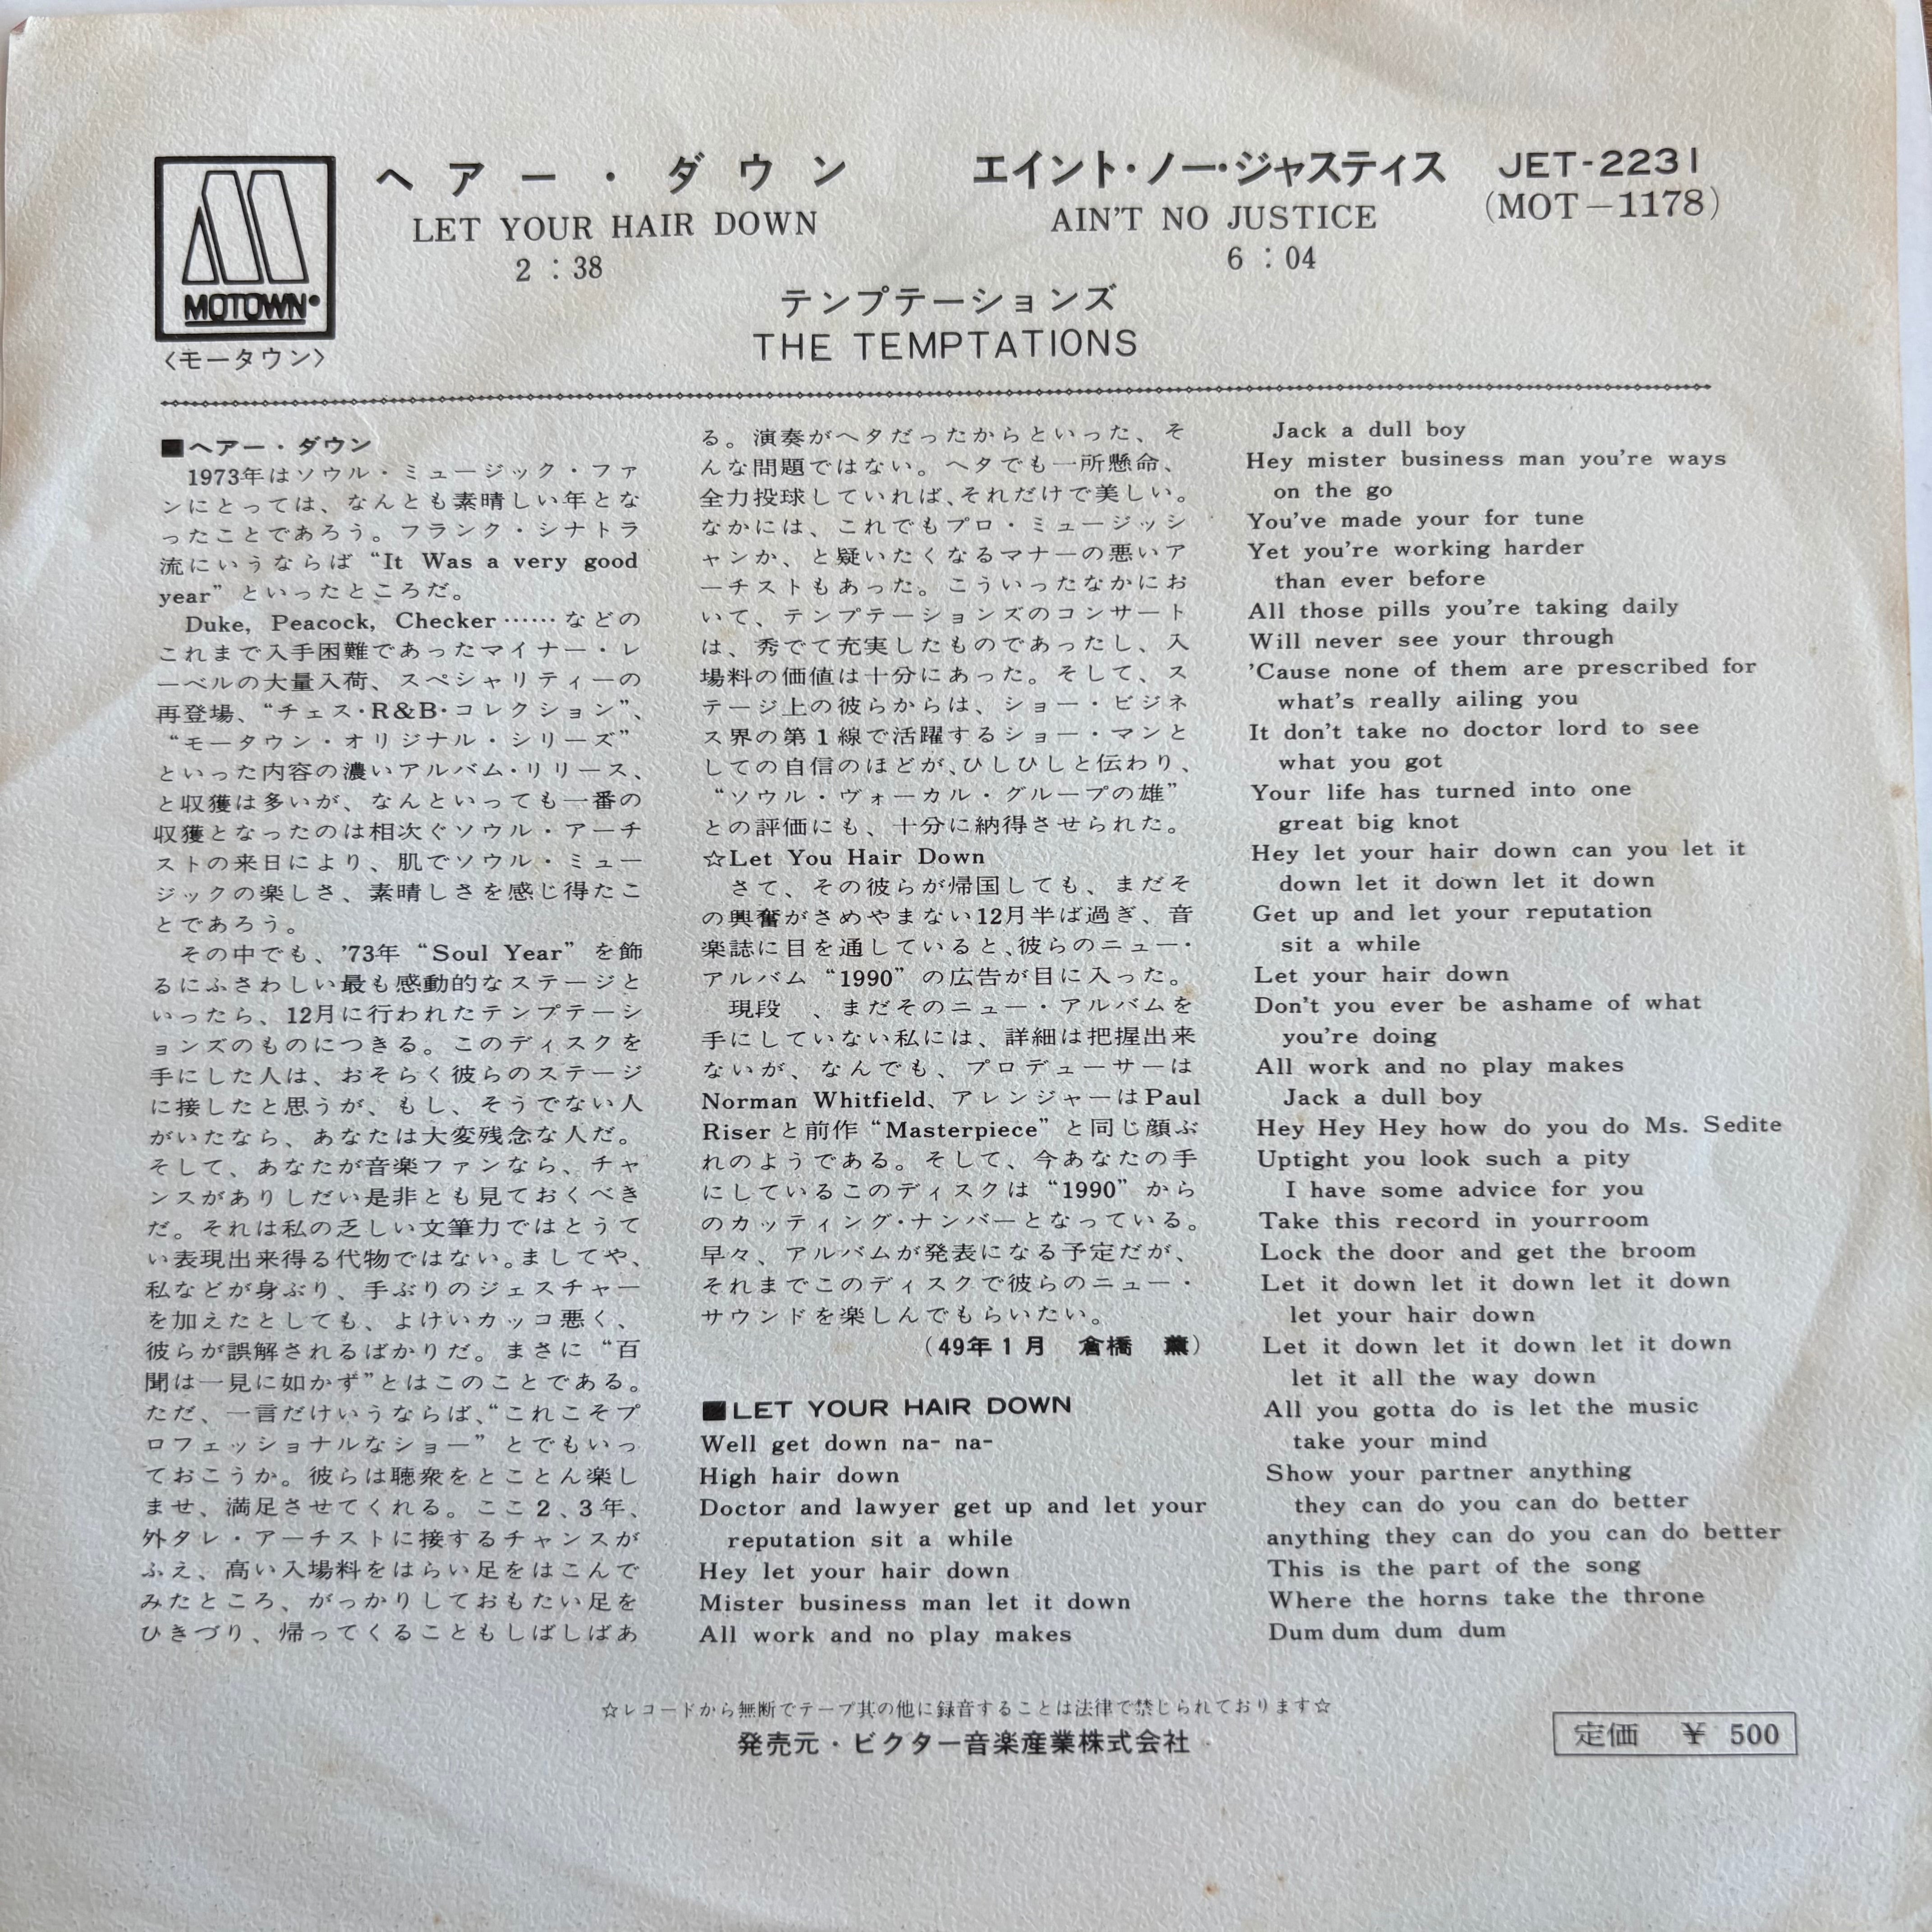 ヘアー・ダウン
LET YOUR HAIR DOWN
2：38
エイント・ノー・ジャスティス
AIN'T NO JUSTICE
6：04
JET-2231
(MOT－1178)
MOTOWN
〈モータウン〉
テンプテーションズ
THE TEMPTATIONS
■ヘアー・ダウン
1973年はソウル・ミュージック・ファ
ンにとっては、なんとも素晴しい年とな
ったことであろう。フランク・シナトラ
流にいうならば “It Was a very good
year” といったところだ。
Duke, Peacock, Checker……などの
これまで入手困難であったマイナー・レ
ーベルの大量入荷、スペシャリティーの
再登場、“チェス・R&B・コレクション”、
“モータウン・オリジナル・シリーズ”
といった内容の濃いアルバム・リリース、
と収獲は多いが、なんといっても一番の
収獲となったのは相次ぐソウル・アーチ
ストの来日により、肌でソウル・ミュー
ジックの楽しさ、素晴しさを感じ得たこ
とであろう。
その中でも、’73年 “Soul Year” を飾
るにふさわしい最も感動的なステージと
いったら、12月に行われたテンプテーシ
ョンズのものにつきる。このディスクを
手にした人は、おそらく彼らのステージ
に接したと思うが、もし、そうでない人
がいたなら、あなたは大変残念な人だ。
そして、あなたが音楽ファンなら、チャ
ンスがありしだい是非とも見ておくべき
だ。それは私の乏しい文筆力ではとうて
い表現出来得る代物ではない。ましてや、
私などが身ぶり、手ぶりのジェスチャー
を加えたとしても、よけいカッコ悪く、
彼らが誤解されるばかりだ。まさに “百
聞は一見に如かず”とはこのことである。
ただ、一言だけいうならば、“これこそプ
ロフェッショナルなショー” とでもいっ
ておこうか。彼らは聴衆をとことん楽し
ませ、満足させてくれる。ここ2、3年、
外タレ・アーチストに接するチャンスが
ふえ、高い入場料をはらい足をはこんで
みたところ、がっかりしておもたい足を
ひきづり、帰ってくることもしばしばあ
る。演奏がヘタだったからといった、そ
んな問題ではない。ヘタでも一所懸命、
全力投球していれば、それだけで美しい。
なかには、これでもプロ・ミュージッシ
ャンか、と疑いたくなるマナーの悪いア
ーチストもあった。こういったなかにお
いて、テンプテーションズのコンサート
は、秀でて充実したものであったし、入
場料の価値は十分にあった。そして、ス
テージ上の彼らからは、ショー・ビジネ
ス界の第1線で活躍するショー・マンと
しての自信のほどが、ひしひしと伝わり、
“ソウル・ヴォーカル・グループの雄”
との評価にも、十分に納得させられた。
☆Let You Hair Down
さて、その彼らが帰国しても、まだそ
の興奮がさめやまない12月半ば過ぎ、音
楽誌に目を通していると、彼らのニュー・
アルバム “1990” の広告が目に入った。
現段　、まだそのニュー・アルバムを
手にしていない私には、詳細は把握出来
ないが、なんでも、プロデューサーは
Norman Whitfield、アレンジャーはPaul
Riserと前作 “Masterpiece” と同じ顔ぶ
れのようである。そして、今あなたの手
にしているこのディスクは “1990” から
のカッティング・ナンバーとなっている。
早々、アルバムが発表になる予定だが、
それまでこのディスクで彼らのニュー・
サウンドを楽しんでもらいたい。
（49年1月　倉橋　薫）
■LET YOUR HAIR DOWN
Well get down na- na-
High hair down
Doctor and lawyer get up and let your
reputation sit a while
Hey let your hair down
Mister business man let it down
All work and no play makes
Jack a dull boy
Hey mister business man you're ways
on the go
You've made your for tune
Yet you're working harder
than ever before
All those pills you're taking daily
Will never see your through
'Cause none of them are prescribed for
what's really ailing you
It don't take no doctor lord to see
what you got
Your life has turned into one
great big knot
Hey let your hair down can you let it
down let it down let it down
Get up and let your reputation
sit a while
Let your hair down
Don't you ever be ashame of what
you're doing
All work and no play makes
Jack a dull boy
Hey Hey Hey how do you do Ms. Sedite
Uptight you look such a pity
I have some advice for you
Take this record in yourroom
Lock the door and get the broom
Let it down let it down let it down
let your hair down
Let it down let it down let it down
let it all the way down
All you gotta do is let the music
take your mind
Show your partner anything
they can do you can do better
anything they can do you can do better
This is the part of the song
Where the horns take the throne
Dum dum dum dum
☆レコードから無断でテープ其の他に録音することは法律で禁じられております☆
発売元・ビクター音楽産業株式会社
定価　¥ 500